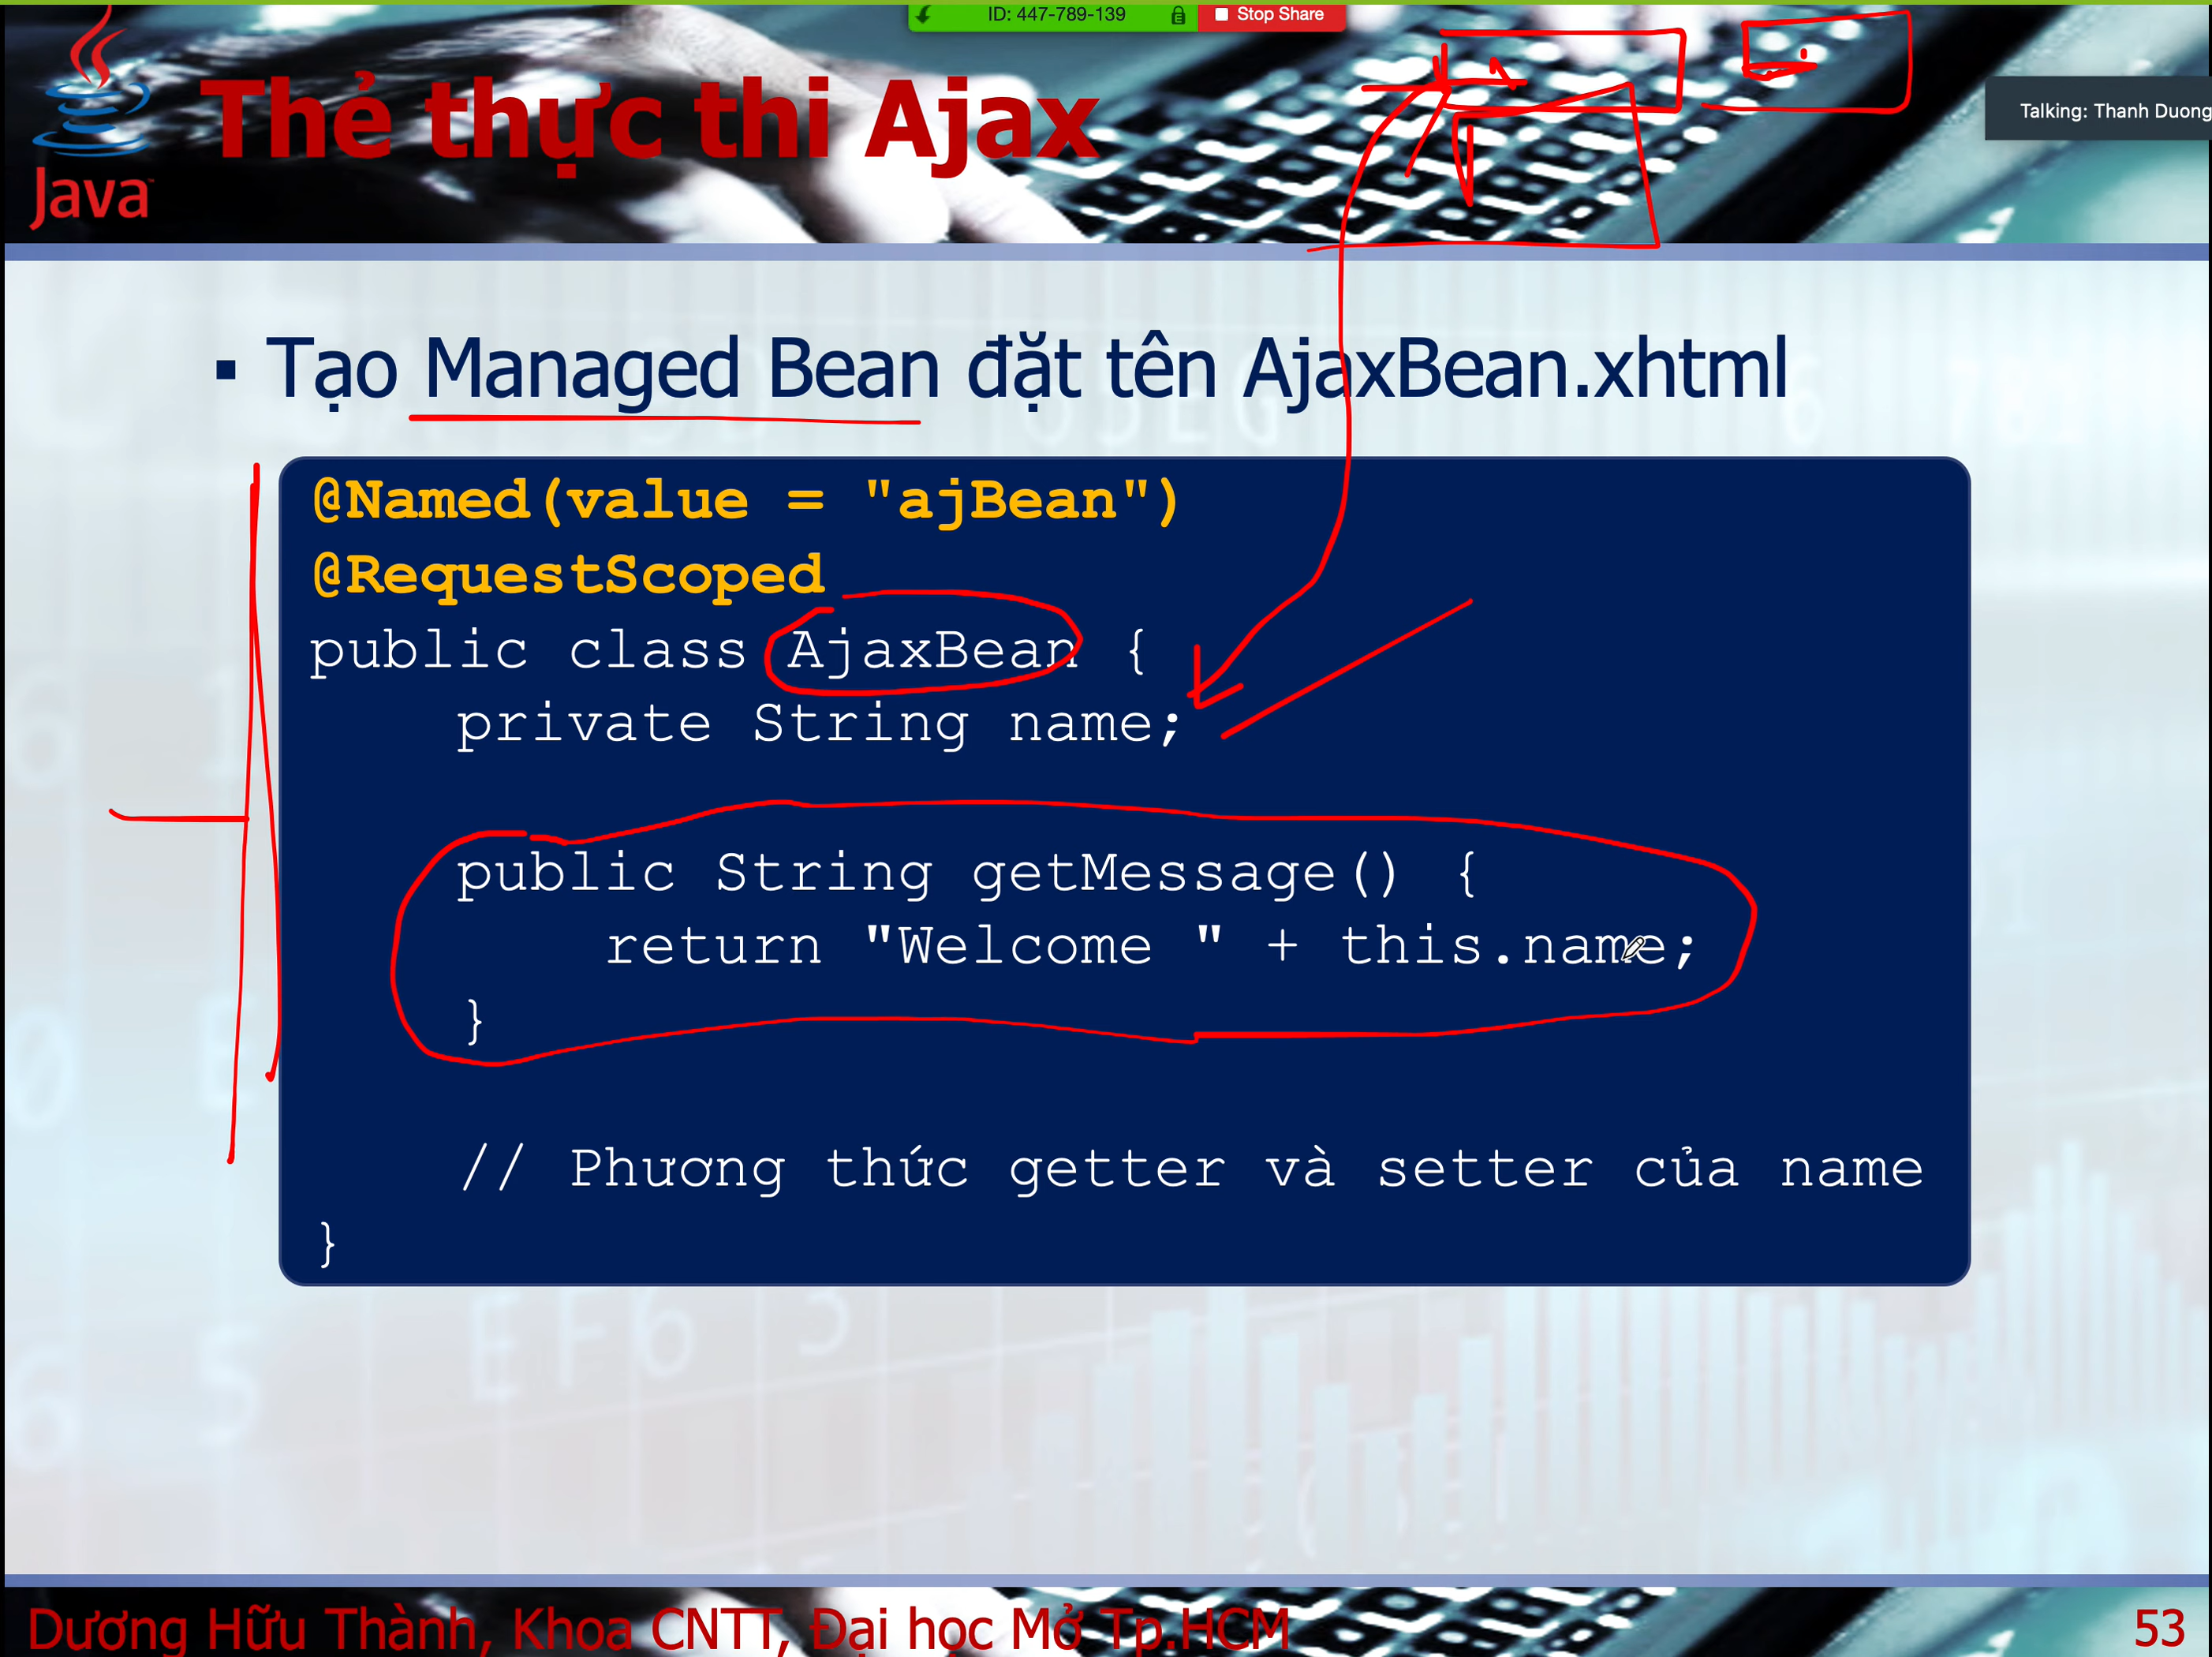 ID: 447-789-139
Stop Share
Talking: Thanh Duong
Java
Thẻ thực thi Ajax
▪ Tạo Managed Bean đặt tên AjaxBean.xhtml
@Named(value = "ajBean")
@RequestScoped
public class AjaxBean {
    private String name;
    public String getMessage() {
        return "Welcome " + this.name;
    }
    // Phương thức getter và setter của name
}
Dương Hữu Thành, Khoa CNTT, Đại học Mở Tp.HCM
53